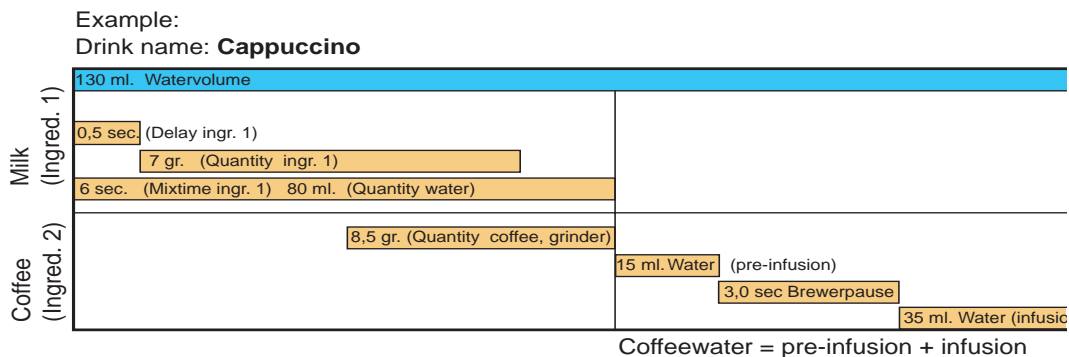 Example:
Drink name: Cappuccino
130 ml. Watervolume
Milk
(Ingred. 1)
0,5 sec. (Delay ingr. 1)
7 gr. (Quantity ingr. 1)
6 sec. (Mixtime ingr. 1) 80 ml. (Quantity water)
Coffee
(Ingred. 2)
8,5 gr. (Quantity coffee, grinder)
15 ml. Water (pre-infusion)
3,0 sec Brewerpause
35 ml. Water (infusio
Coffeewater = pre-infusion + infusion